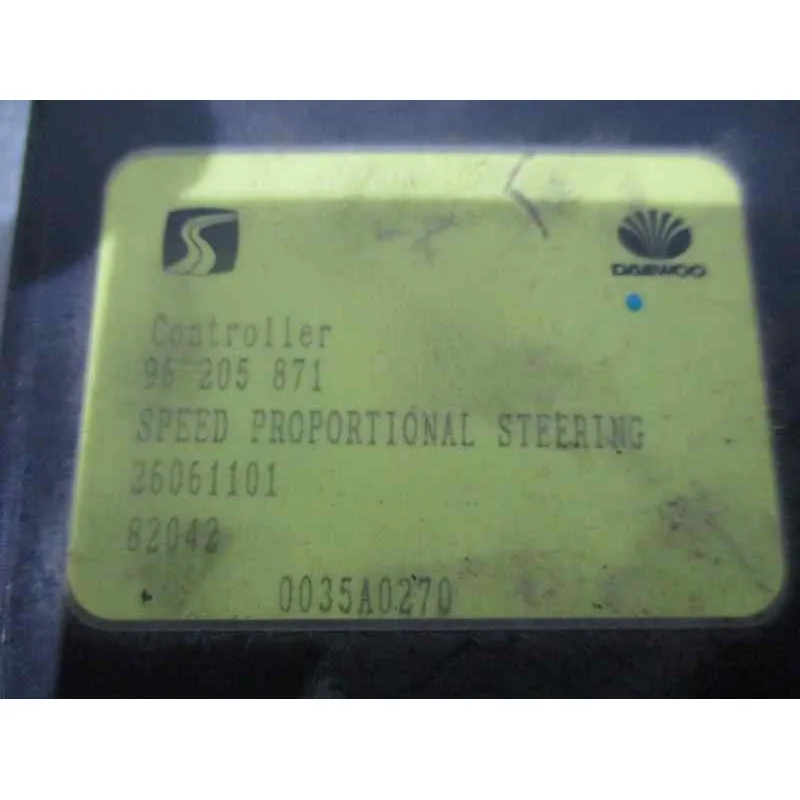 DAEWOO
Controller
96 205 871
SPEED PROPORTIONAL STEERING
26061101
82042
0035A0270